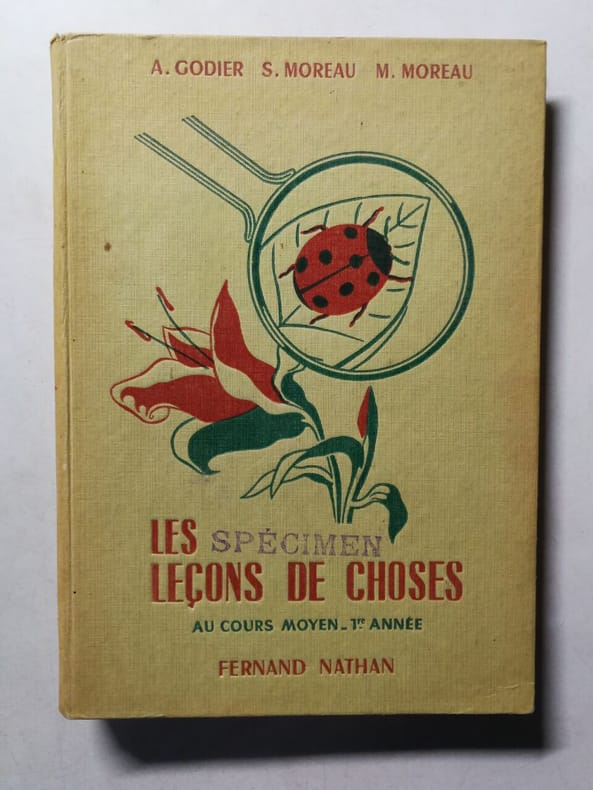 A. GODIER S. MOREAU M. MOREAU
LES SPÉCIMEN
LEÇONS DE CHOSES
AU COURS MOYEN - 1re ANNÉE
FERNAND NATHAN